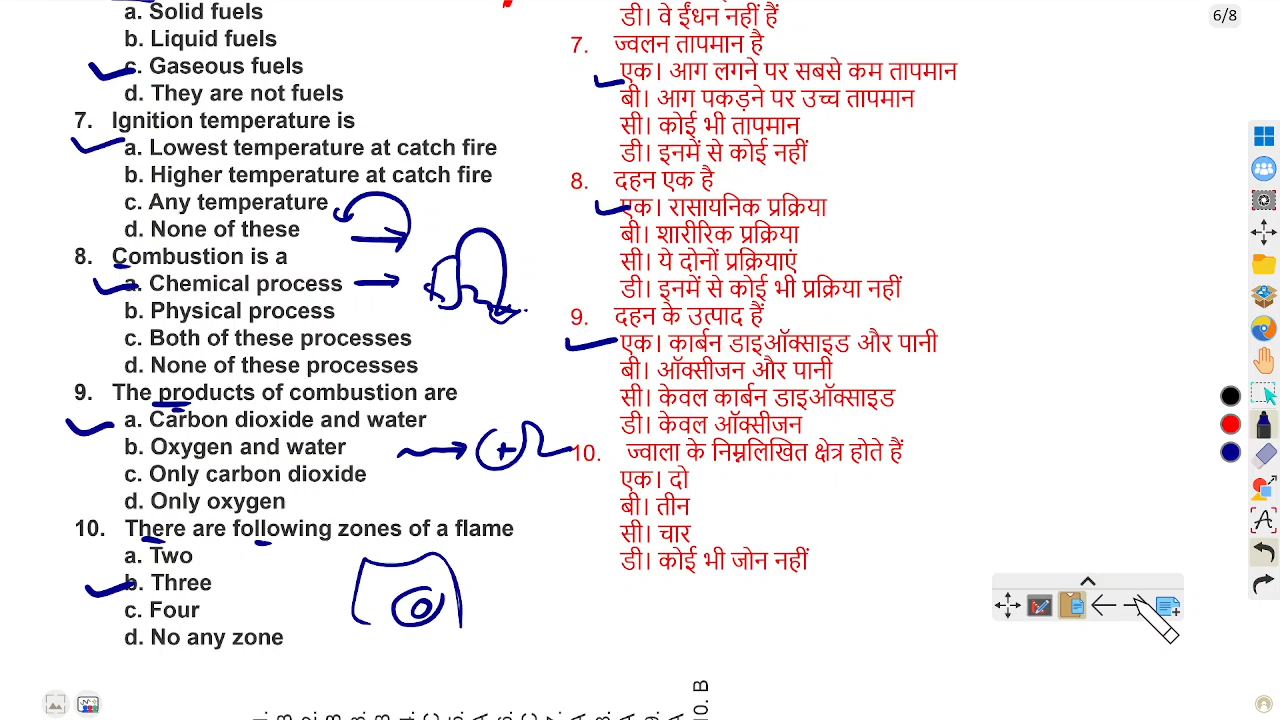 a. Solid fuels
b. Liquid fuels
c. Gaseous fuels
d. They are not fuels
7. Ignition temperature is
a. Lowest temperature at catch fire
b. Higher temperature at catch fire
c. Any temperature
d. None of these
8. Combustion is a
a. Chemical process
b. Physical process
c. Both of these processes
d. None of these processes
9. The products of combustion are
a. Carbon dioxide and water
b. Oxygen and water
c. Only carbon dioxide
d. Only oxygen
10. There are following zones of a flame
a. Two
b. Three
c. Four
d. No any zone
डी। वे ईंधन नहीं हैं
7. ज्वलन तापमान है
एक। आग लगने पर सबसे कम तापमान
बी। आग पकड़ने पर उच्च तापमान
सी। कोई भी तापमान
डी। इनमें से कोई नहीं
8. दहन एक है
एक। रासायनिक प्रक्रिया
बी। शारीरिक प्रक्रिया
सी। ये दोनों प्रक्रियाएं
डी। इनमें से कोई भी प्रक्रिया नहीं
9. दहन के उत्पाद हैं
एक। कार्बन डाइऑक्साइड और पानी
बी। ऑक्सीजन और पानी
सी। केवल कार्बन डाइऑक्साइड
डी। केवल ऑक्सीजन
10. ज्वाला के निम्नलिखित क्षेत्र होते हैं
एक। दो
बी। तीन
सी। चार
डी। कोई भी जोन नहीं
6/8
10. B